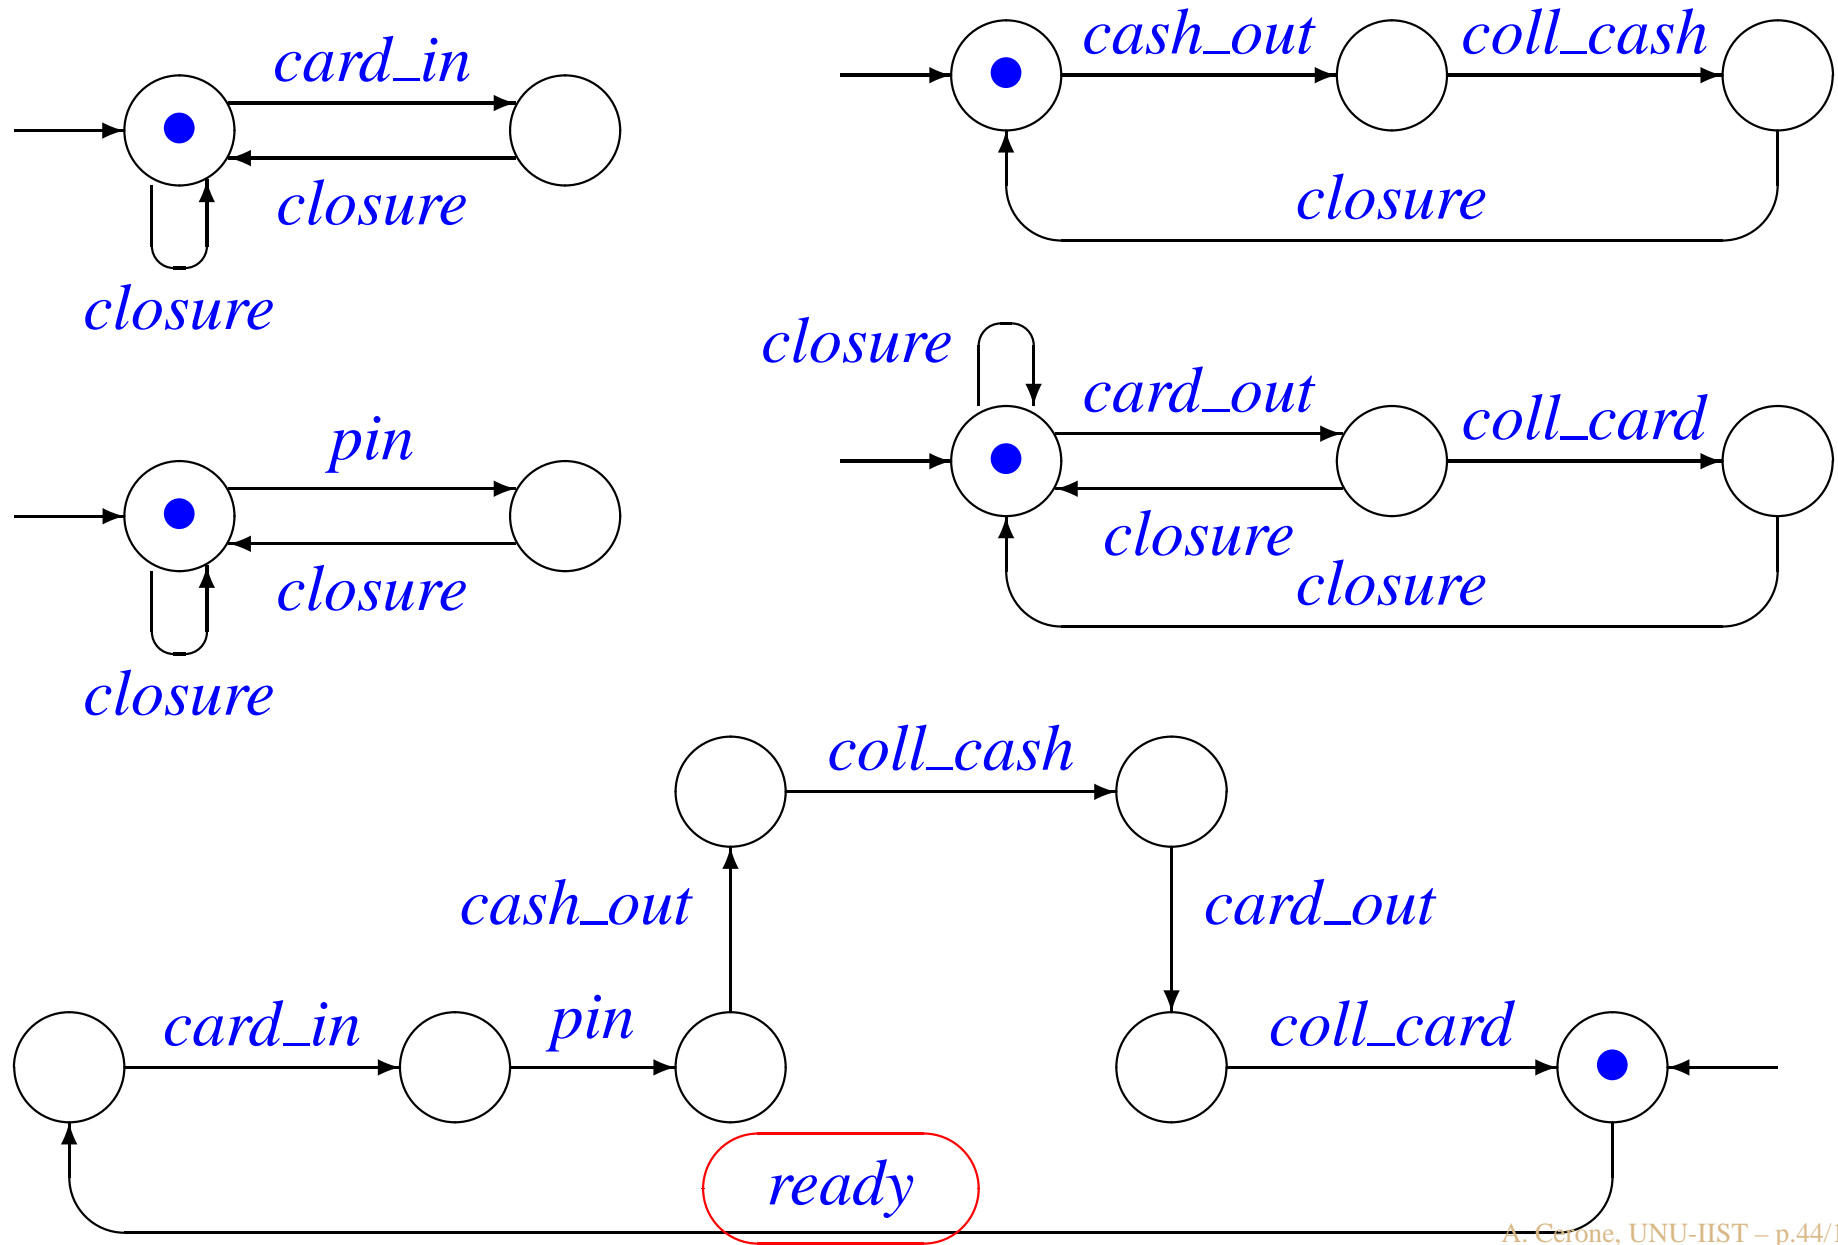 card_in
closure
closure
cash_out
coll_cash
closure
pin
closure
closure
closure
card_out
coll_card
closure
closure
coll_cash
cash_out
card_out
card_in
pin
coll_card
ready
A. Cerone, UNU-IIST – p.44/1